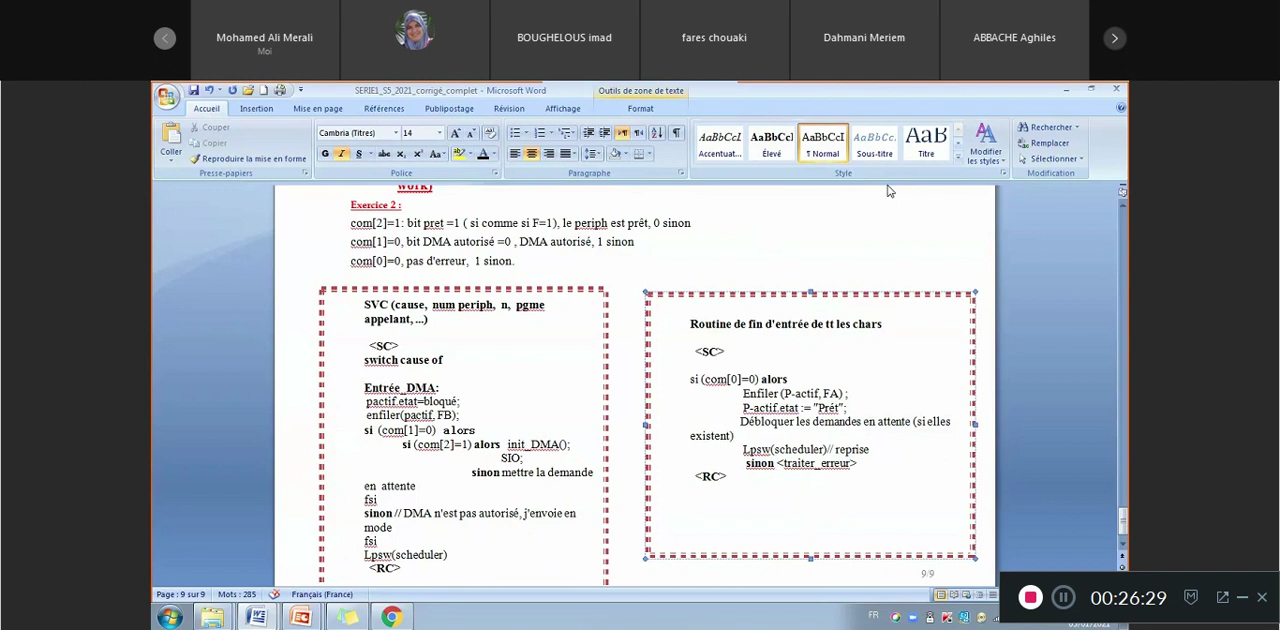 Mohamed Ali Merali
Moi
BOUGHELOUS imad
fares chouaki
Dahmani Meriem
ABBACHE Aghiles
SERIE1_S5_2021_corrigé_complet - Microsoft Word
Outils de zone de texte
Accueil
Insertion
Mise en page
Références
Publipostage
Révision
Affichage
Format
Coller
Couper
Copier
Reproduire la mise en forme
Presse-papiers
Cambria (Titres)
14
Police
Paragraphe
AaBbCcI
Accentuat...
AaBbCcl
Élevé
AaBbCcI
¶ Normal
AaBbCc.
Sous-titre
AaB
Titre
Style
Modifier
les styles
Rechercher
Remplacer
Sélectionner
Modification
work)
Exercice 2 :
com[2]=1: bit pret =1 ( si comme si F=1), le periph est prêt, 0 sinon
com[1]=0, bit DMA autorisé =0 , DMA autorisé, 1 sinon
com[0]=0, pas d'erreur, 1 sinon.
SVC (cause, num periph, n, pgme
appelant, ...)
<SC>
switch cause of
Entrée_DMA:
pactif.etat=bloqué;
enfiler(pactif, FB);
si (com[1]=0) alors
si (com[2]=1) alors init_DMA();
SIO;
sinon mettre la demande
en attente
fsi
sinon // DMA n'est pas autorisé, j'envoie en
mode
fsi
Lpsw(scheduler)
<RC>
Routine de fin d'entrée de tt les chars
<SC>
si (com[0]=0) alors
Enfiler (P-actif, FA) ;
P-actif.etat := "Prét";
Débloquer les demandes en attente (si elles
existent)
Lpsw(scheduler)// reprise
sinon <traiter_erreur>
<RC>
9/9
Page : 9 sur 9
Mots : 285
Français (France)
FR
00:26:29